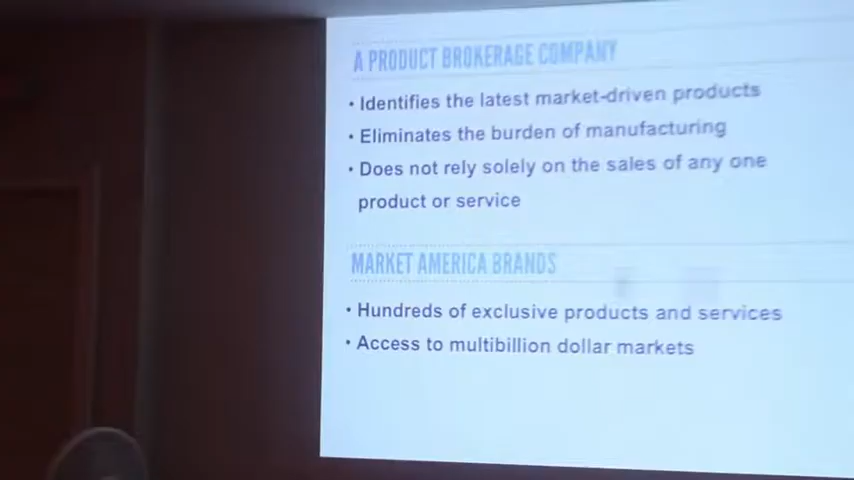 A PRODUCT BROKERAGE COMPANY
• Identifies the latest market-driven products
• Eliminates the burden of manufacturing
• Does not rely solely on the sales of any one
product or service
MARKET AMERICA BRANDS
• Hundreds of exclusive products and services
• Access to multibillion dollar markets